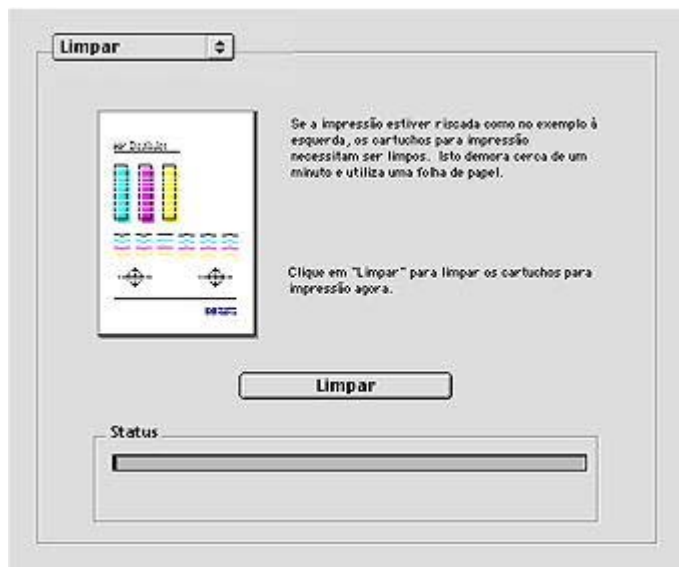 Limpar
Se a impressão estiver riscada como no exemplo à
esquerda, os cartuchos para impressão
necessitam ser limpos. Isto demora cerca de um
minuto e utiliza uma folha de papel.
Clique em "Limpar" para limpar os cartuchos para
impressão agora.
Limpar
Status